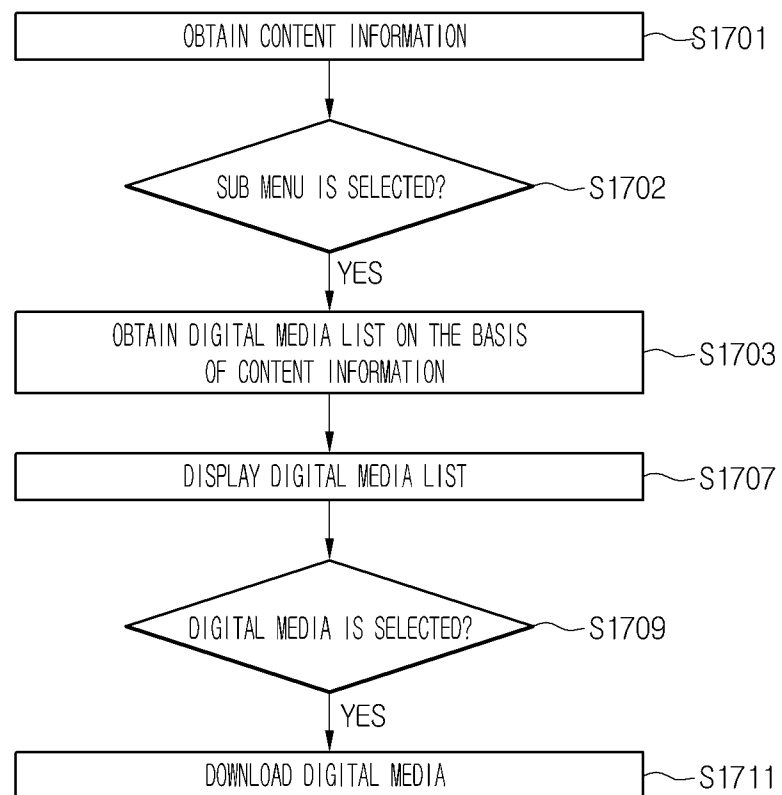 OBTAIN CONTENT INFORMATION
S1701
SUB MENU IS SELECTED?
S1702
YES
OBTAIN DIGITAL MEDIA LIST ON THE BASIS
OF CONTENT INFORMATION
S1703
DISPLAY DIGITAL MEDIA LIST
S1707
DIGITAL MEDIA IS SELECTED?
S1709
YES
DOWNLOAD DIGITAL MEDIA
S1711